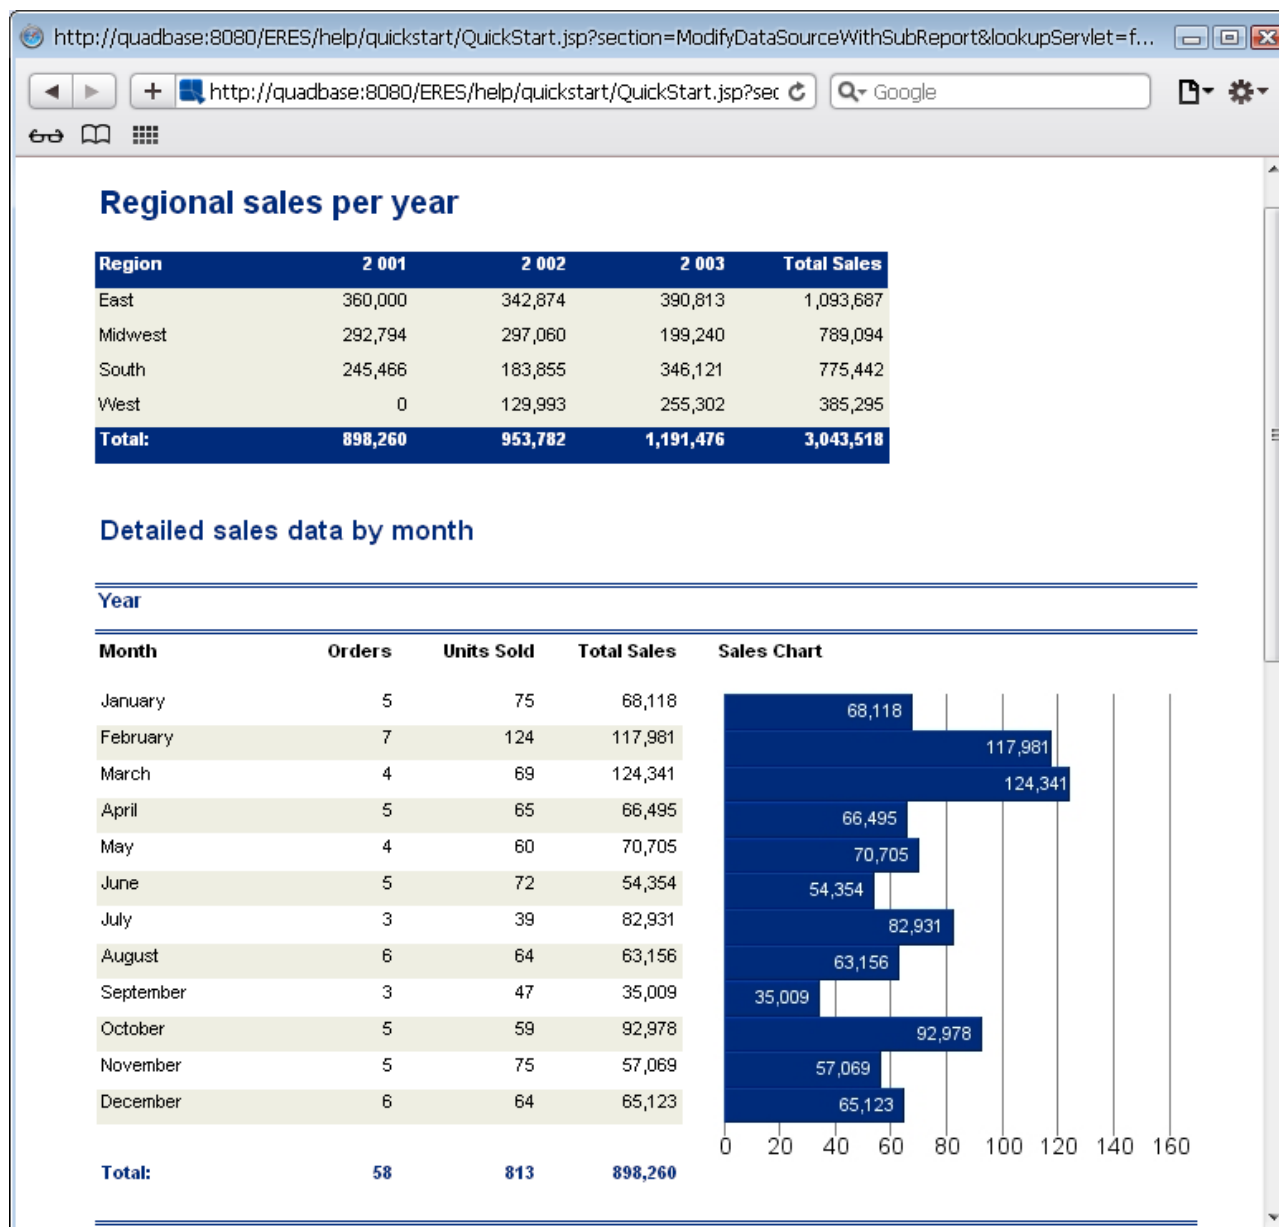 http://quadbase:8080/ERES/help/quickstart/QuickStart.jsp?section=ModifyDataSourceWithSubReport&lookupServlet=f...
http://quadbase:8080/ERES/help/quickstart/QuickStart.jsp?sec Google
Regional sales per year
Region 2 001 2 002 2 003 Total Sales
East 360,000 342,874 390,813 1,093,687
Midwest 292,794 297,060 199,240 789,094
South 245,466 183,855 346,121 775,442
West 0 129,993 255,302 385,295
Total: 898,260 953,782 1,191,476 3,043,518
Detailed sales data by month
Year
Month Orders Units Sold Total Sales Sales Chart
January 5 75 68,118 68,118
February 7 124 117,981 117,981
March 4 69 124,341 124,341
April 5 65 66,495 66,495
May 4 60 70,705 70,705
June 5 72 54,354 54,354
July 3 39 82,931 82,931
August 6 64 63,156 63,156
September 3 47 35,009 35,009
October 5 59 92,978 92,978
November 5 75 57,069 57,069
December 6 64 65,123 65,123
0 20 40 60 80 100 120 140 160
Total: 58 813 898,260